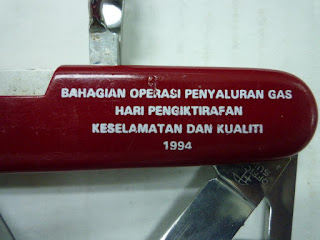 BAHAGIAN OPERASI PENYALURAN GAS
HARI PENGIKTIRAFAN
KESELAMATAN DAN KUALITI
1994